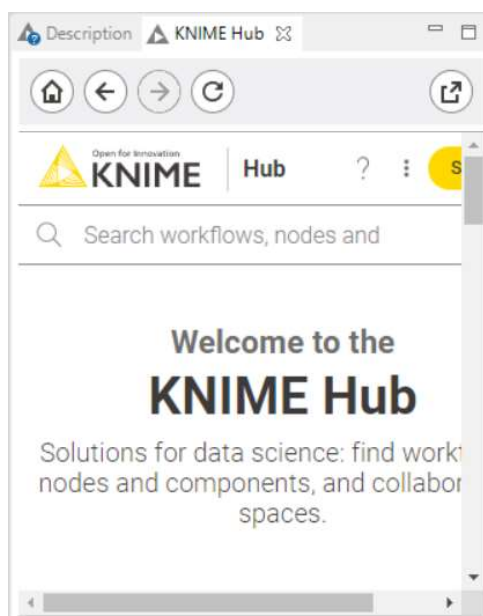 Description KNIME Hub
Open for Innovation
KNIME Hub ? S
Search workflows, nodes and
Welcome to the
KNIME Hub
Solutions for data science: find workf
nodes and components, and collabor
spaces.